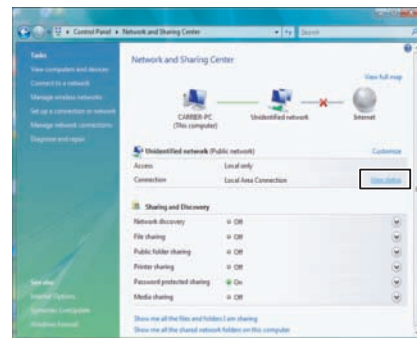 Control Panel ▸ Network and Sharing Center
Search
Tasks
View computers and devices
Connect to a network
Manage wireless networks
Set up a connection or network
Manage network connections
Diagnose and repair
See also
Internet Options
Windows Firewall
Network and Sharing Center
View full map
CARRIER-PC
(This computer)
Unidentified network
Internet
Unidentified network (Public network)
Customize
Access
Local only
Connection
Local Area Connection
View status
Sharing and Discovery
Network discovery
Off
File sharing
Off
Public folder sharing
Off
Printer sharing
Off
Password protected sharing
On
Media sharing
Off
Show me all the files and folders I am sharing
Show me all the shared network folders on this computer